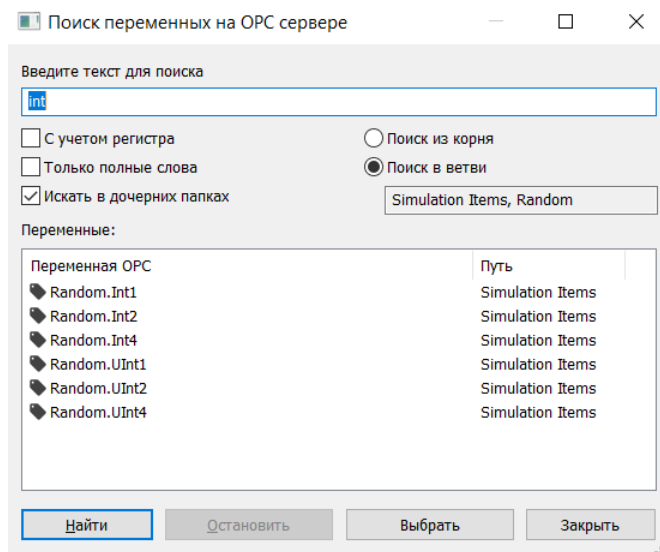 Поиск переменных на OPC сервере
Введите текст для поиска
int
С учетом регистра
Поиск из корня
Только полные слова
Поиск в ветви
Искать в дочерних папках
Simulation Items, Random
Переменные:
Переменная OPC Путь
Random.Int1 Simulation Items
Random.Int2 Simulation Items
Random.Int4 Simulation Items
Random.UInt1 Simulation Items
Random.UInt2 Simulation Items
Random.UInt4 Simulation Items
Найти Остановить Выбрать Закрыть